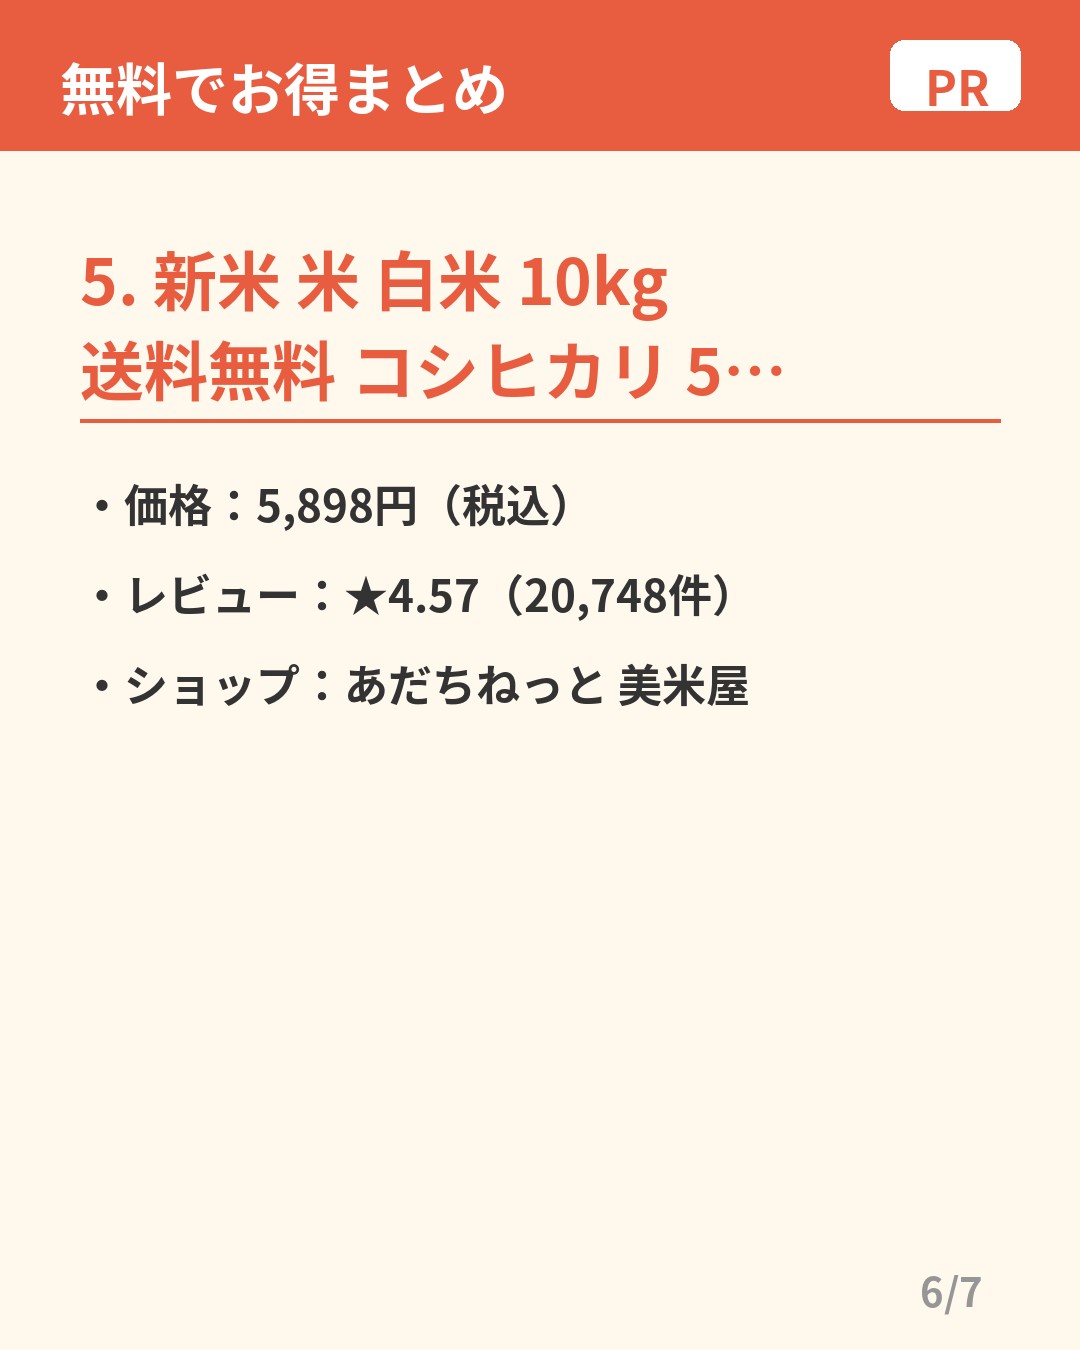 無料でお得まとめ
PR
5. 新米 米 白米 10kg
送料無料 コシヒカリ 5…
・価格：5,898円（税込）
・レビュー：★4.57（20,748件）
・ショップ：あだちねっと 美米屋
6/7